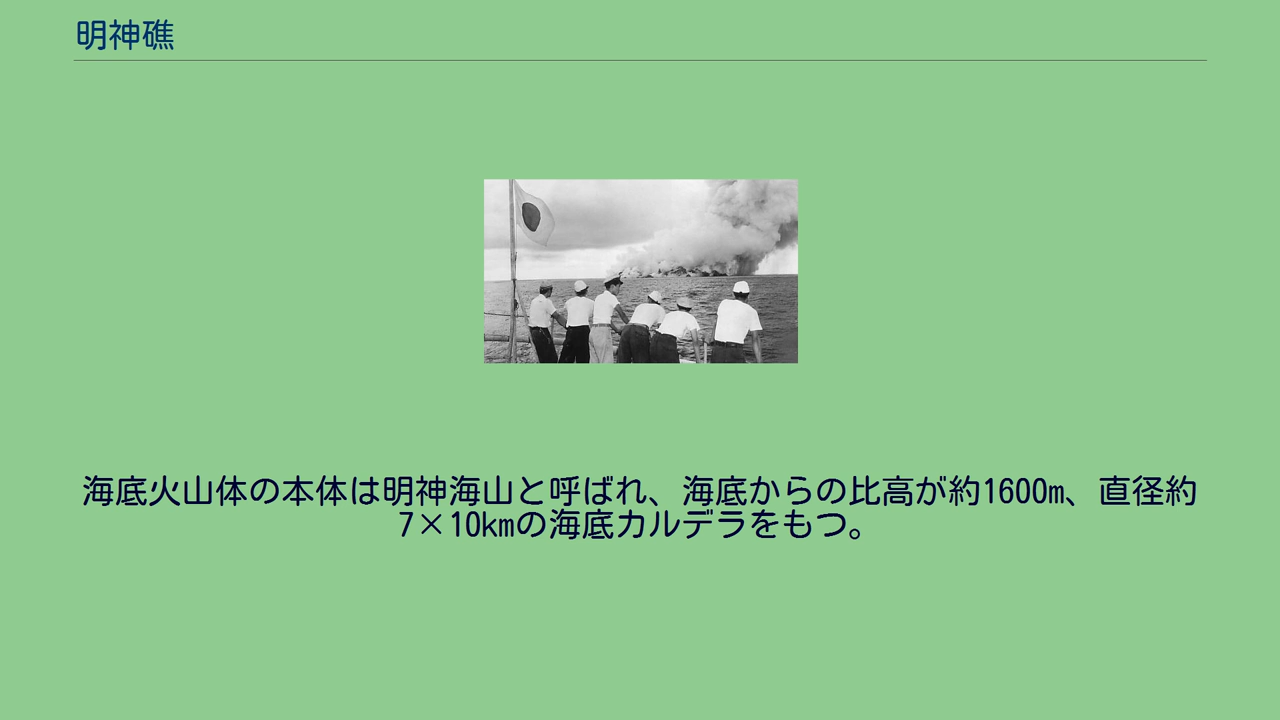 明神礁
海底火山体の本体は明神海山と呼ばれ、海底からの比高が約1600m、直径約
7×10kmの海底カルデラをもつ。